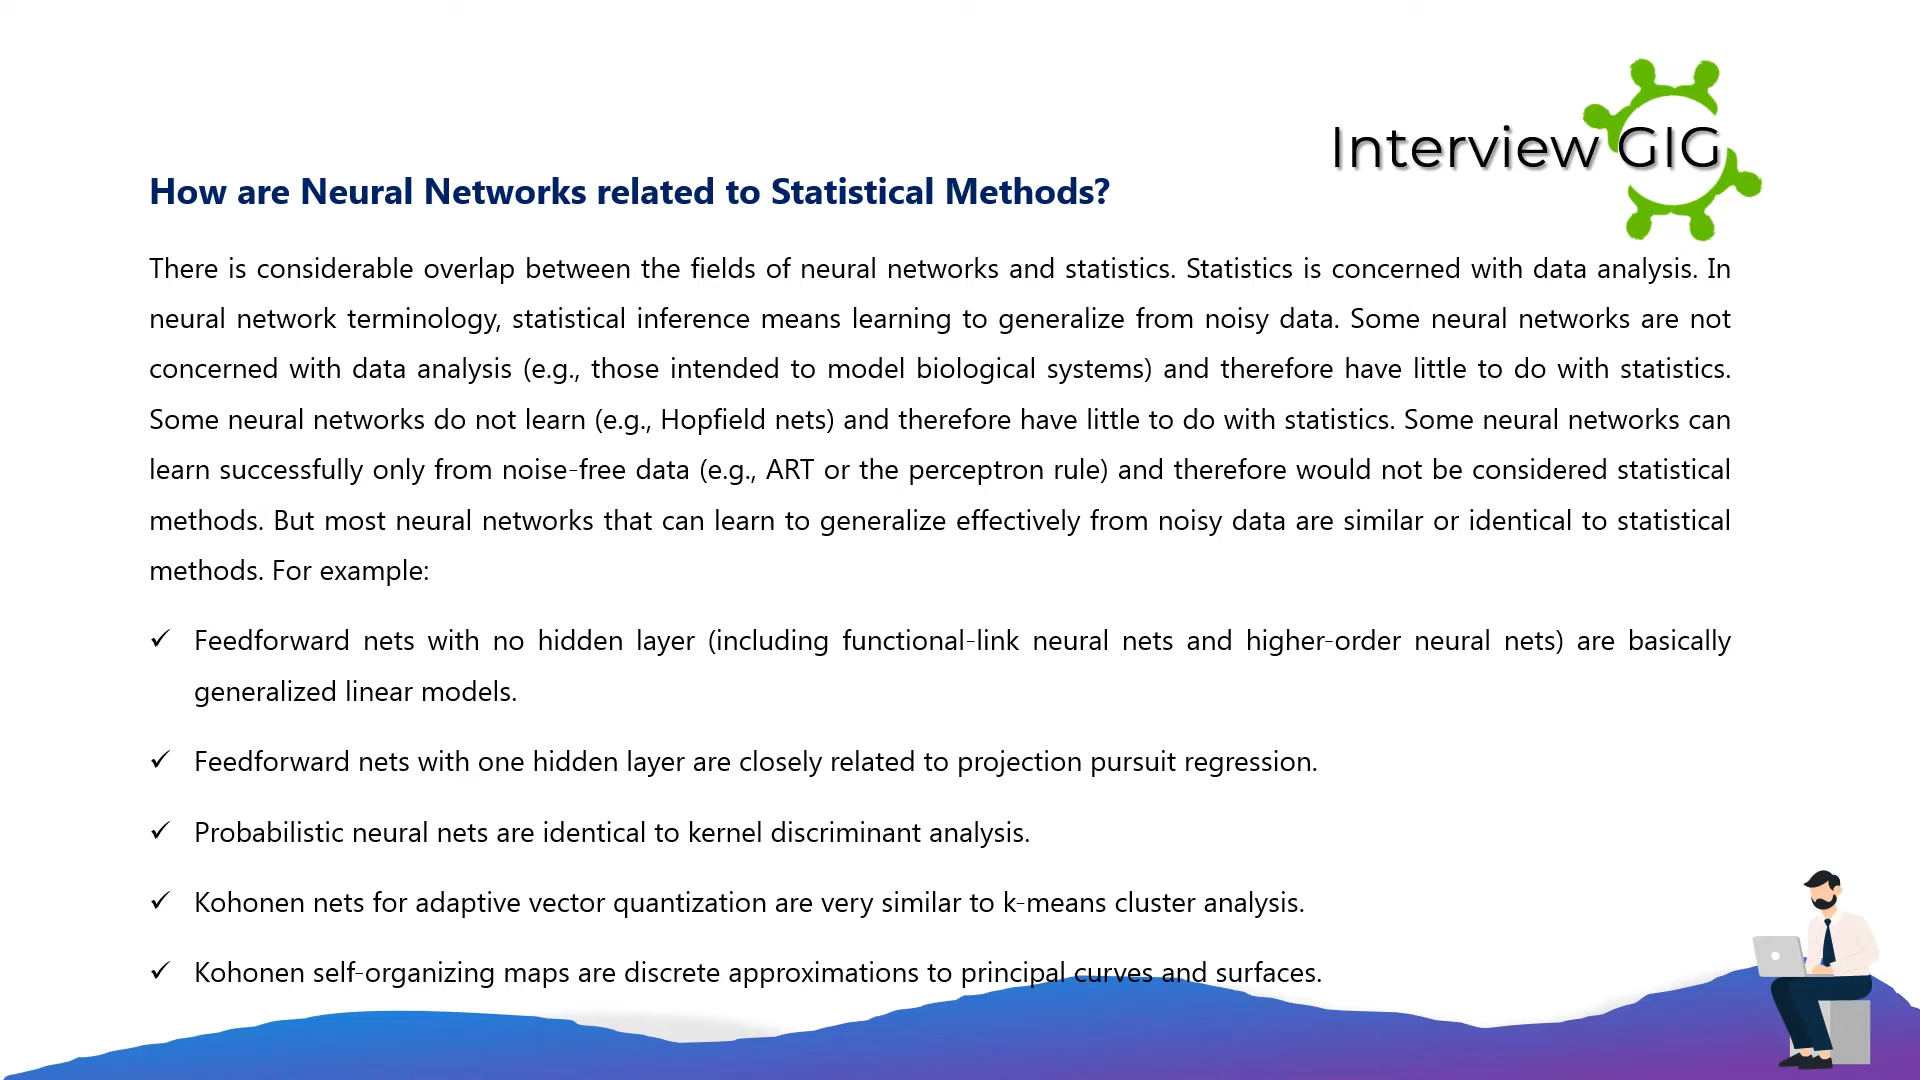 Interview GIG
How are Neural Networks related to Statistical Methods?
There is considerable overlap between the fields of neural networks and statistics. Statistics is concerned with data analysis. In
neural network terminology, statistical inference means learning to generalize from noisy data. Some neural networks are not
concerned with data analysis (e.g., those intended to model biological systems) and therefore have little to do with statistics.
Some neural networks do not learn (e.g., Hopfield nets) and therefore have little to do with statistics. Some neural networks can
learn successfully only from noise-free data (e.g., ART or the perceptron rule) and therefore would not be considered statistical
methods. But most neural networks that can learn to generalize effectively from noisy data are similar or identical to statistical
methods. For example:
✓ Feedforward nets with no hidden layer (including functional-link neural nets and higher-order neural nets) are basically
generalized linear models.
✓ Feedforward nets with one hidden layer are closely related to projection pursuit regression.
✓ Probabilistic neural nets are identical to kernel discriminant analysis.
✓ Kohonen nets for adaptive vector quantization are very similar to k-means cluster analysis.
✓ Kohonen self-organizing maps are discrete approximations to principal curves and surfaces.